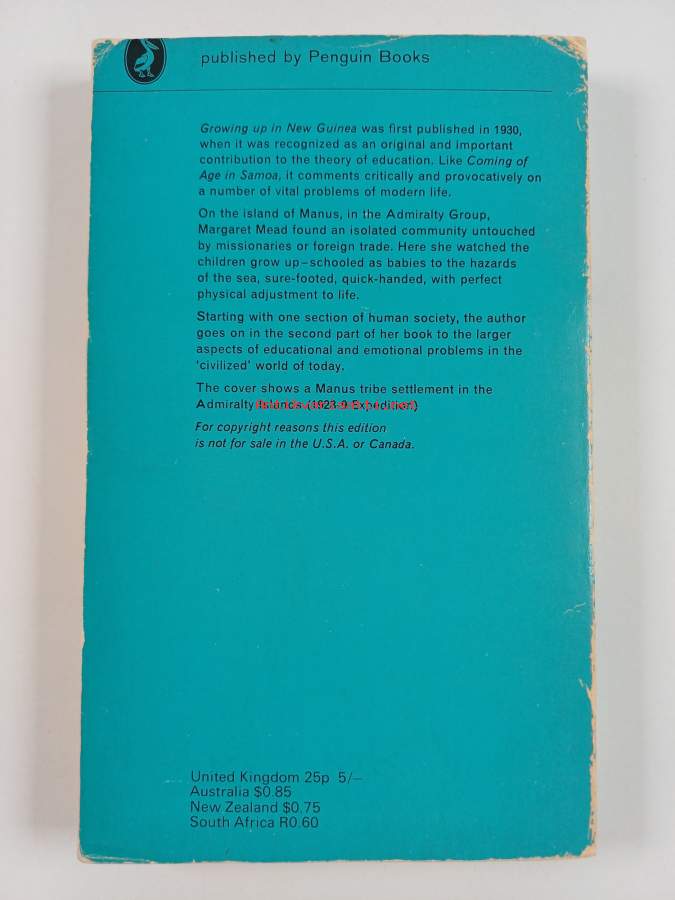 published by Penguin Books
Growing up in New Guinea was first published in 1930,
when it was recognized as an original and important
contribution to the theory of education. Like Coming of
Age in Samoa, it comments critically and provocatively on
a number of vital problems of modern life.
On the island of Manus, in the Admiralty Group,
Margaret Mead found an isolated community untouched
by missionaries or foreign trade. Here she watched the
children grow up–schooled as babies to the hazards
of the sea, sure-footed, quick-handed, with perfect
physical adjustment to life.
Starting with one section of human society, the author
goes on in the second part of her book to the larger
aspects of educational and emotional problems in the
'civilized' world of today.
The cover shows a Manus tribe settlement in the
Admiralty Islands (1928-9 Expedition)
For copyright reasons this edition
is not for sale in the U.S.A. or Canada.
United Kingdom 25p 5/–
Australia $0.85
New Zealand $0.75
South Africa R0.60